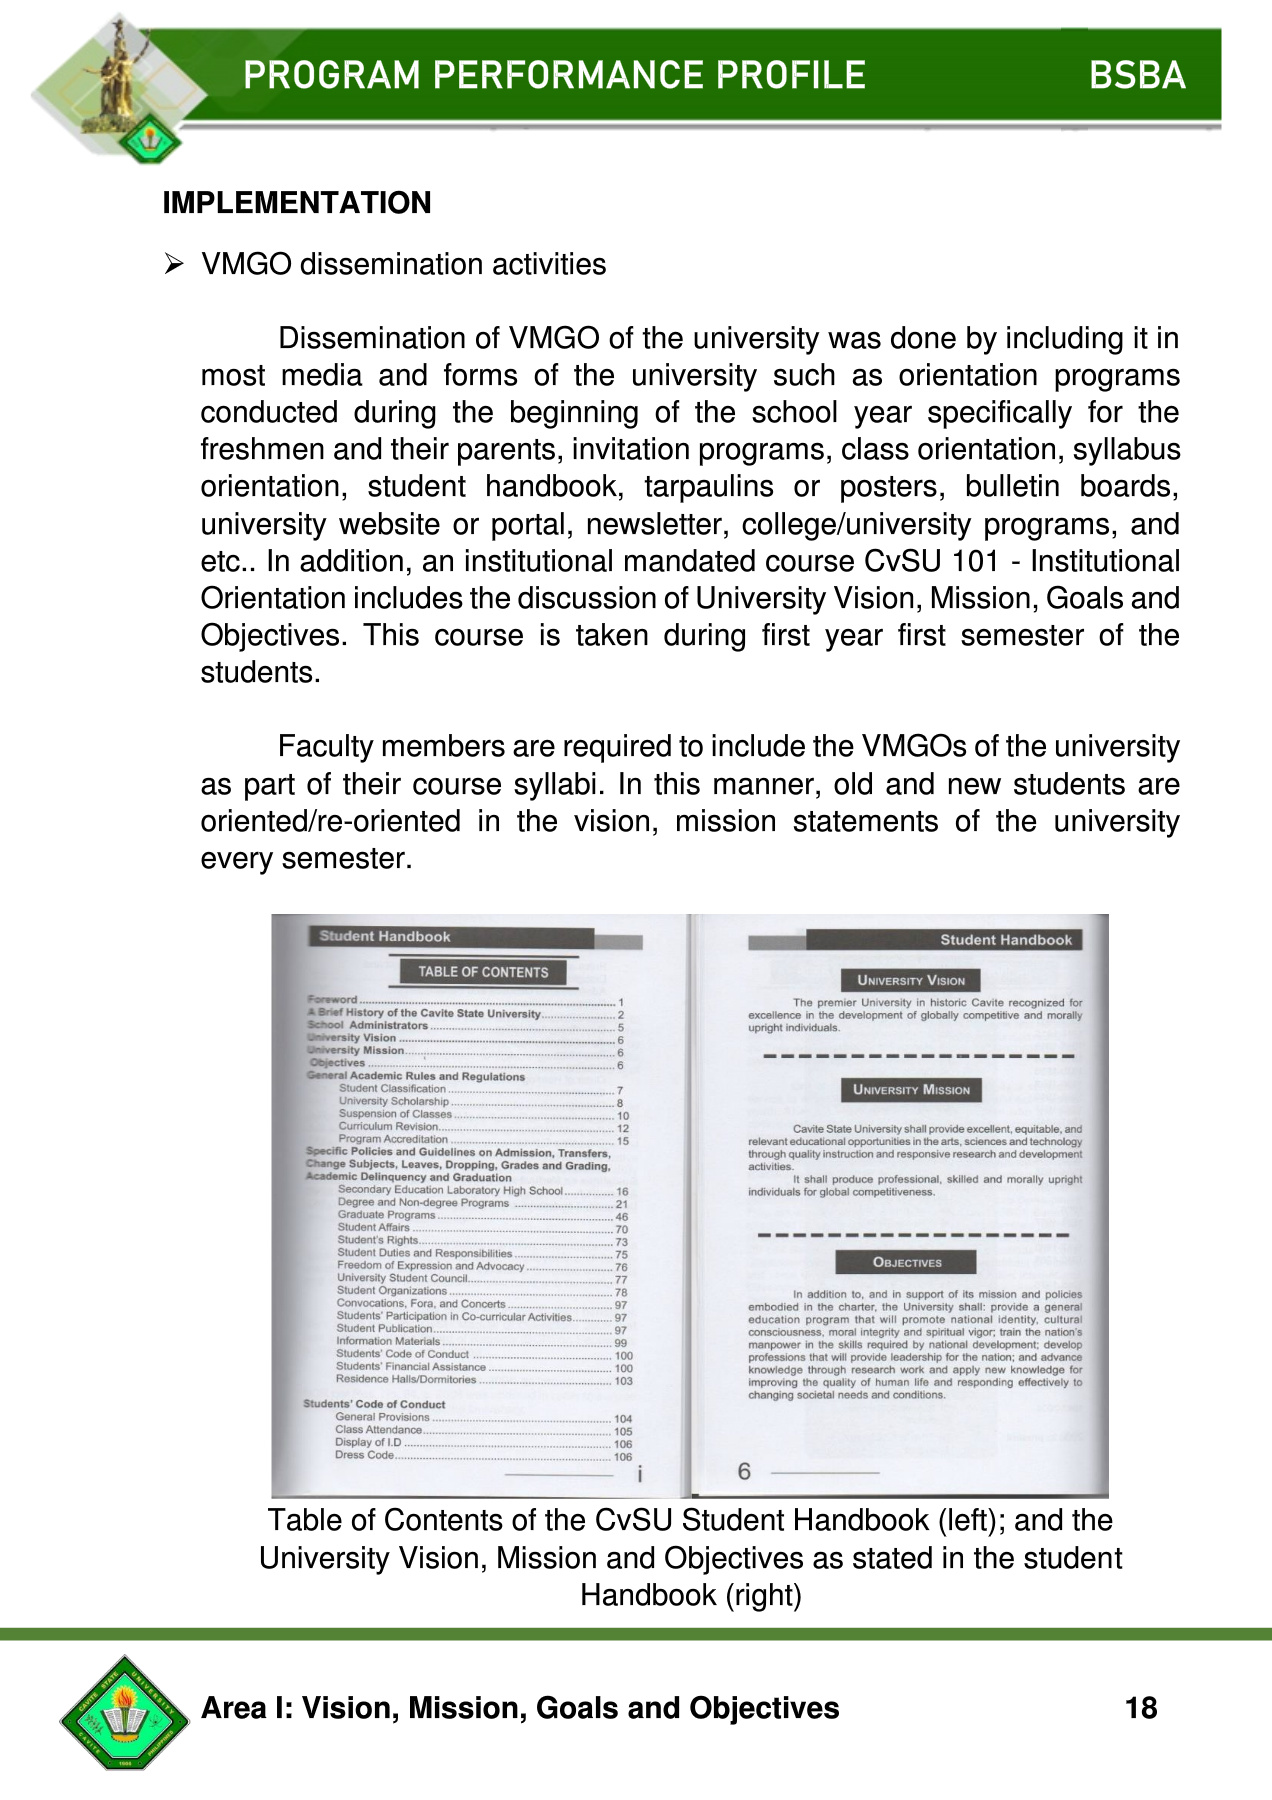 PROGRAM PERFORMANCE PROFILE BSBA
IMPLEMENTATION
➢ VMGO dissemination activities
Dissemination of VMGO of the university was done by including it in
most media and forms of the university such as orientation programs
conducted during the beginning of the school year specifically for the
freshmen and their parents, invitation programs, class orientation, syllabus
orientation, student handbook, tarpaulins or posters, bulletin boards,
university website or portal, newsletter, college/university programs, and
etc.. In addition, an institutional mandated course CvSU 101 - Institutional
Orientation includes the discussion of University Vision, Mission, Goals and
Objectives. This course is taken during first year first semester of the
students.
Faculty members are required to include the VMGOs of the university
as part of their course syllabi. In this manner, old and new students are
oriented/re-oriented in the vision, mission statements of the university
every semester.
Student Handbook
TABLE OF CONTENTS
Foreword ........ 1
A Brief History of the Cavite State University ........ 2
School Administrators ........ 5
University Vision ........ 6
University Mission ........ 6
Objectives ........ 6
General Academic Rules and Regulations
Student Classification ........ 7
University Scholarship ........ 8
Suspension of Classes ........ 10
Curriculum Revision ........ 12
Program Accreditation ........ 15
Specific Policies and Guidelines on Admission, Transfers,
Change Subjects, Leaves, Dropping, Grades and Grading,
Academic Delinquency and Graduation
Secondary Education Laboratory High School ........ 16
Degree and Non-degree Programs ........ 21
Graduate Programs ........ 46
Student Affairs ........ 70
Student's Rights ........ 73
Student Duties and Responsibilities ........ 75
Freedom of Expression and Advocacy ........ 76
University Student Council ........ 77
Student Organizations ........ 78
Convocations, Fora, and Concerts ........ 97
Students' Participation in Co-curricular Activities ........ 97
Student Publication ........ 97
Information Materials ........ 99
Students' Code of Conduct ........ 100
Students' Financial Assistance ........ 100
Residence Halls/Dormitories ........ 103
Students' Code of Conduct
General Provisions ........ 104
Class Attendance ........ 105
Display of I.D ........ 106
Dress Code ........ 106
i
Student Handbook
UNIVERSITY VISION
The premier University in historic Cavite recognized for
excellence in the development of globally competitive and morally
upright individuals.
UNIVERSITY MISSION
Cavite State University shall provide excellent, equitable, and
relevant educational opportunities in the arts, sciences and technology
through quality instruction and responsive research and development
activities.
It shall produce professional, skilled and morally upright
individuals for global competitiveness.
OBJECTIVES
In addition to, and in support of its mission and policies
embodied in the charter, the University shall: provide a general
education program that will promote national identity, cultural
consciousness, moral integrity and spiritual vigor; train the nation's
manpower in the skills required by national development; develop
professions that will provide leadership for the nation; and advance
knowledge through research work and apply new knowledge for
improving the quality of human life and responding effectively to
changing societal needs and conditions.
6
Table of Contents of the CvSU Student Handbook (left); and the
University Vision, Mission and Objectives as stated in the student
Handbook (right)
CAVITE STATE UNIVERSITY
CAVITE PHILIPPINES
1906
Area I: Vision, Mission, Goals and Objectives 18